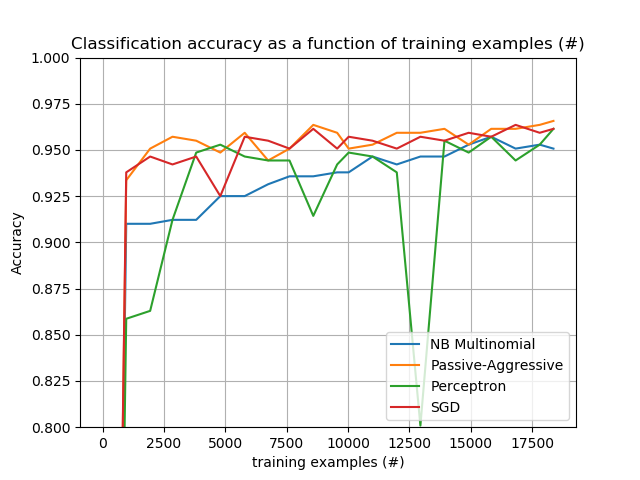 Classification accuracy as a function of training examples (#)
1.000
0.975
0.950
0.925
0.900
0.875
0.850
0.825
0.800
Accuracy
NB Multinomial
Passive-Aggressive
Perceptron
SGD
0 2500 5000 7500 10000 12500 15000 17500
training examples (#)